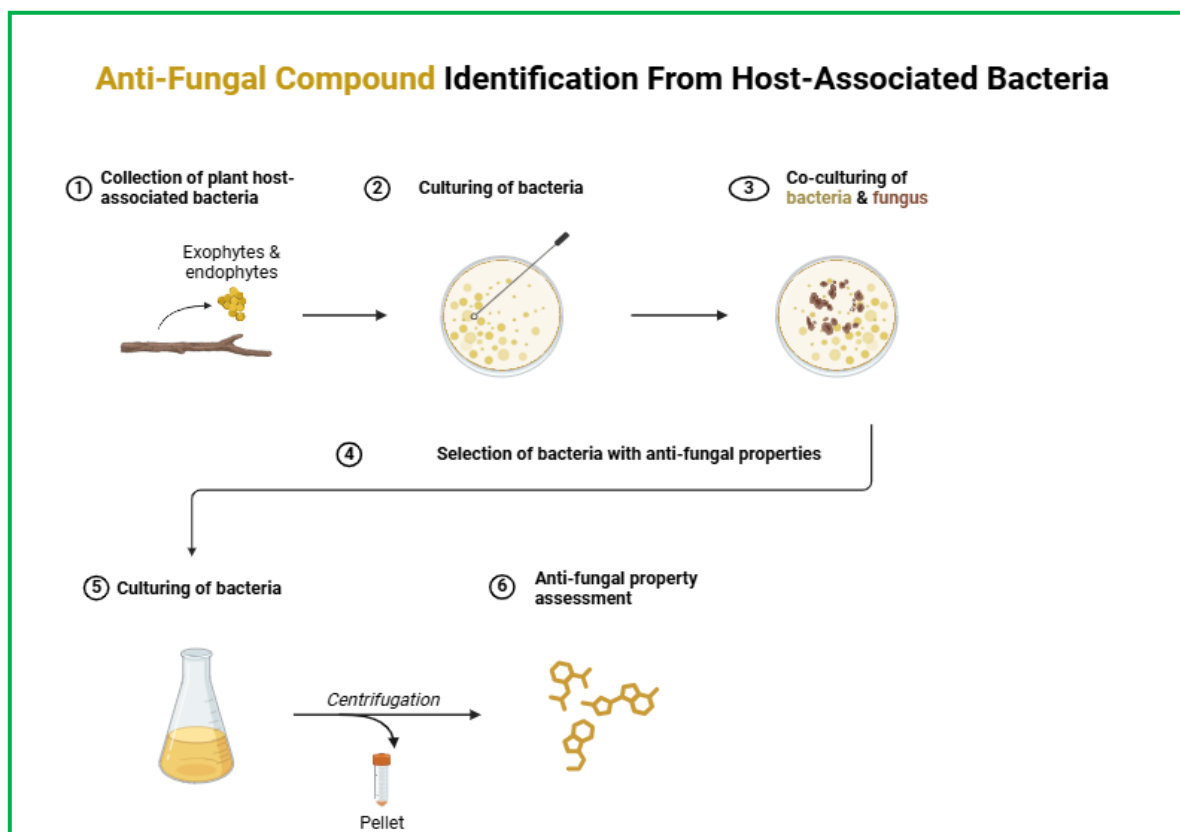 Anti-Fungal Compound Identification From Host-Associated Bacteria
1 Collection of plant host-
associated bacteria
Exophytes &
endophytes
2 Culturing of bacteria
3 Co-culturing of
bacteria & fungus
4 Selection of bacteria with anti-fungal properties
5 Culturing of bacteria
Centrifugation
Pellet
6 Anti-fungal property
assessment